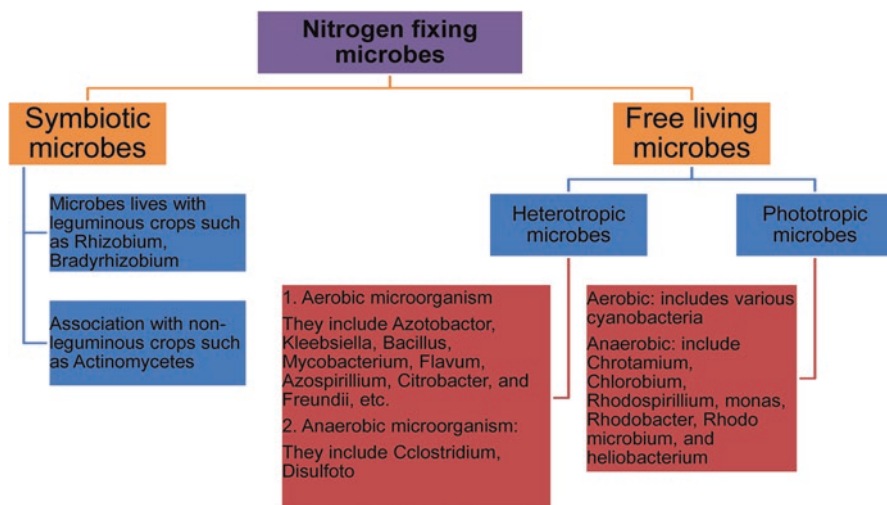 Nitrogen fixing
microbes
Symbiotic
microbes
Free living
microbes
Microbes lives with
leguminous crops such
as Rhizobium,
Bradyrhizobium
Association with non-
leguminous crops such
as Actinomycetes
Heterotropic
microbes
Phototropic
microbes
1. Aerobic microorganism
They include Azotobactor,
Kleebsiella, Bacillus,
Mycobacterium, Flavum,
Azospirillium, Citrobacter, and
Freundii, etc.
2. Anaerobic microorganism:
They include Cclostridium,
Disulfoto
Aerobic: includes various
cyanobacteria
Anaerobic: include
Chrotamium,
Chlorobium,
Rhodospirillium, monas,
Rhodobacter, Rhodo
microbium, and
heliobacterium